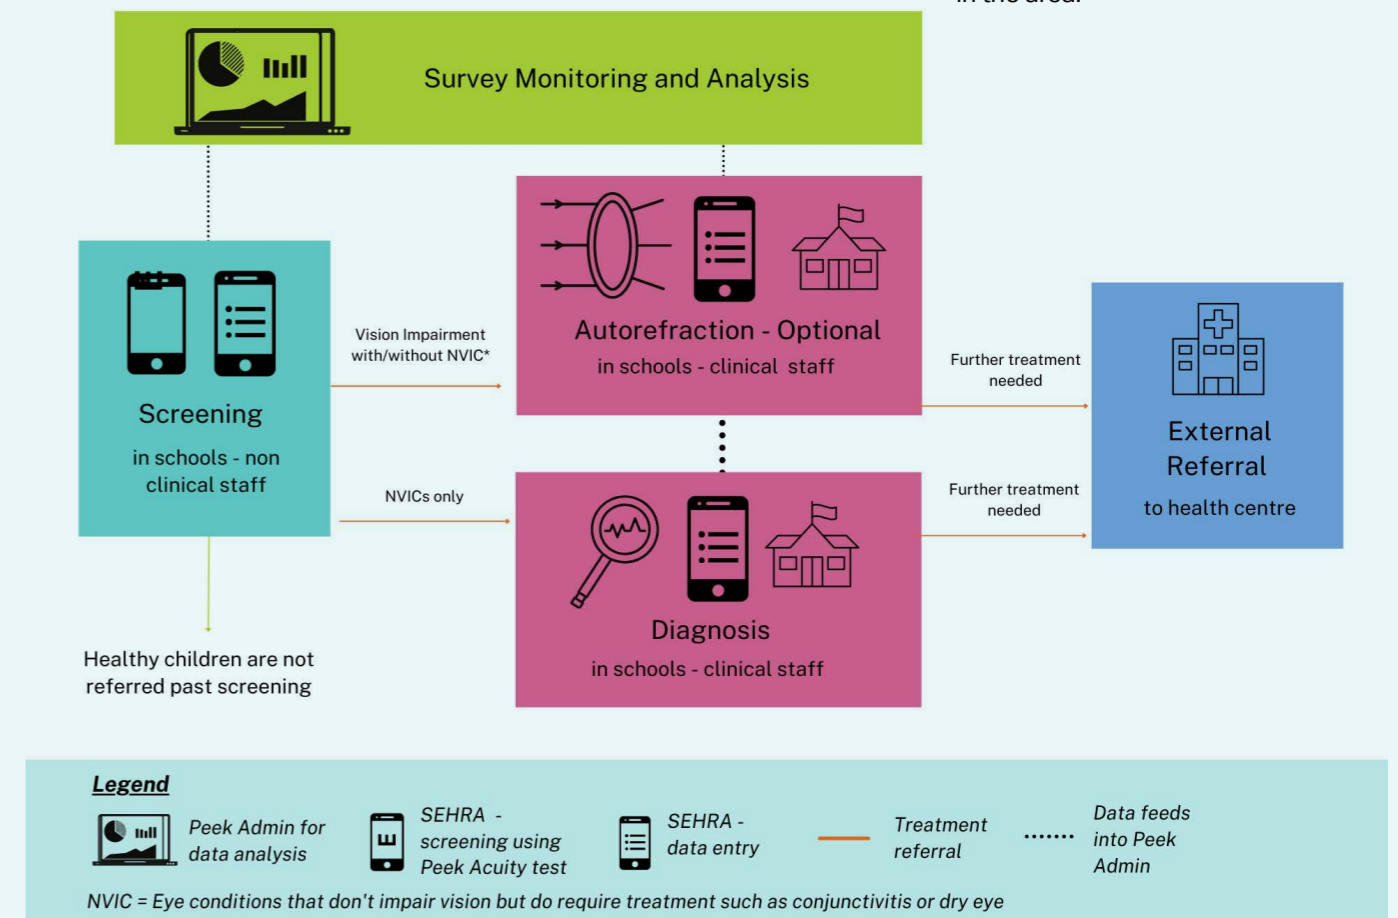 in the area.
Survey Monitoring and Analysis
Vision Impairment
with/without NVIC*
Autorefraction - Optional
in schools - clinical staff
Further treatment
needed
Screening
in schools - non
clinical staff
External
Referral
to health centre
NVICs only
Further treatment
needed
Diagnosis
in schools - clinical staff
Healthy children are not
referred past screening
Legend
Peek Admin for
data analysis
E
SEHRA -
screening using
Peek Acuity test
SEHRA -
data entry
Treatment
referral
Data feeds
into Peek
Admin
NVIC = Eye conditions that don't impair vision but do require treatment such as conjunctivitis or dry eye